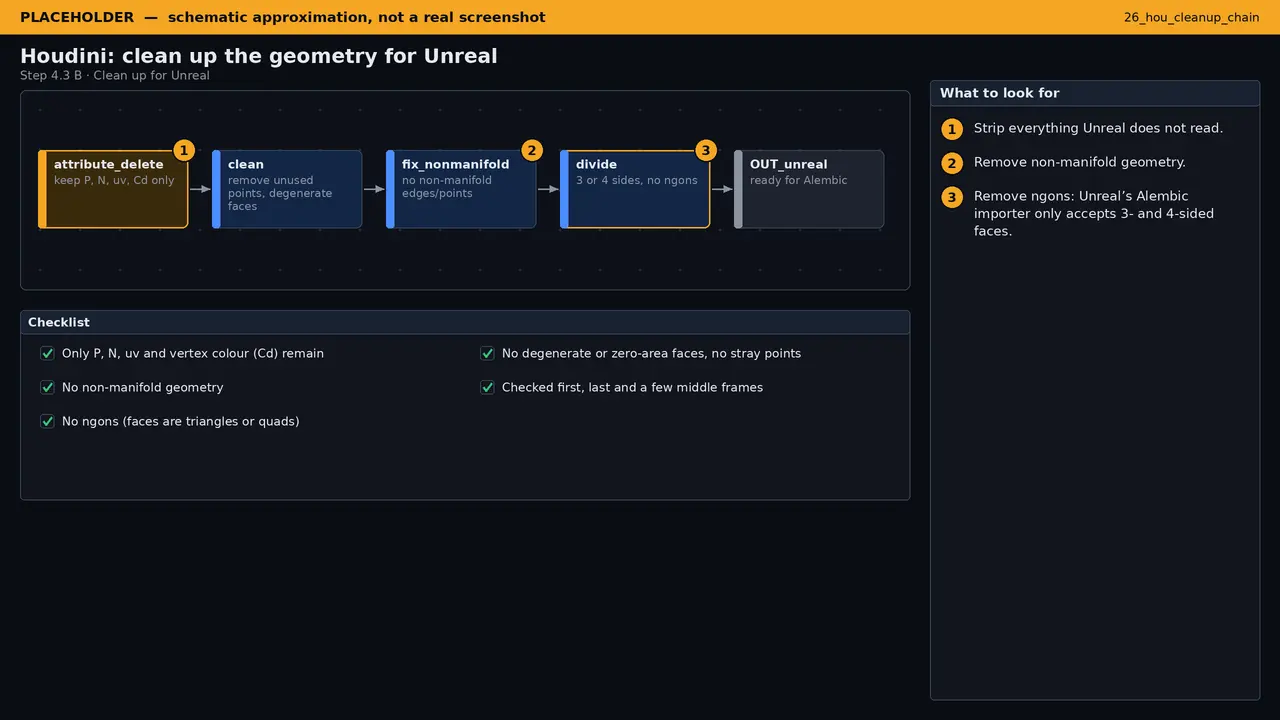 PLACEHOLDER — schematic approximation, not a real screenshot
26_hou_cleanup_chain
Houdini: clean up the geometry for Unreal
Step 4.3 B · Clean up for Unreal
1
attribute_delete
keep P, N, uv, Cd only
clean
remove unused
points, degenerate
faces
2
fix_nonmanifold
no non-manifold
edges/points
3
divide
3 or 4 sides, no ngons
OUT_unreal
ready for Alembic
Checklist
Only P, N, uv and vertex colour (Cd) remain
No degenerate or zero-area faces, no stray points
No non-manifold geometry
Checked first, last and a few middle frames
No ngons (faces are triangles or quads)
What to look for
1 Strip everything Unreal does not read.
2 Remove non-manifold geometry.
3 Remove ngons: Unreal’s Alembic
importer only accepts 3- and 4-sided
faces.